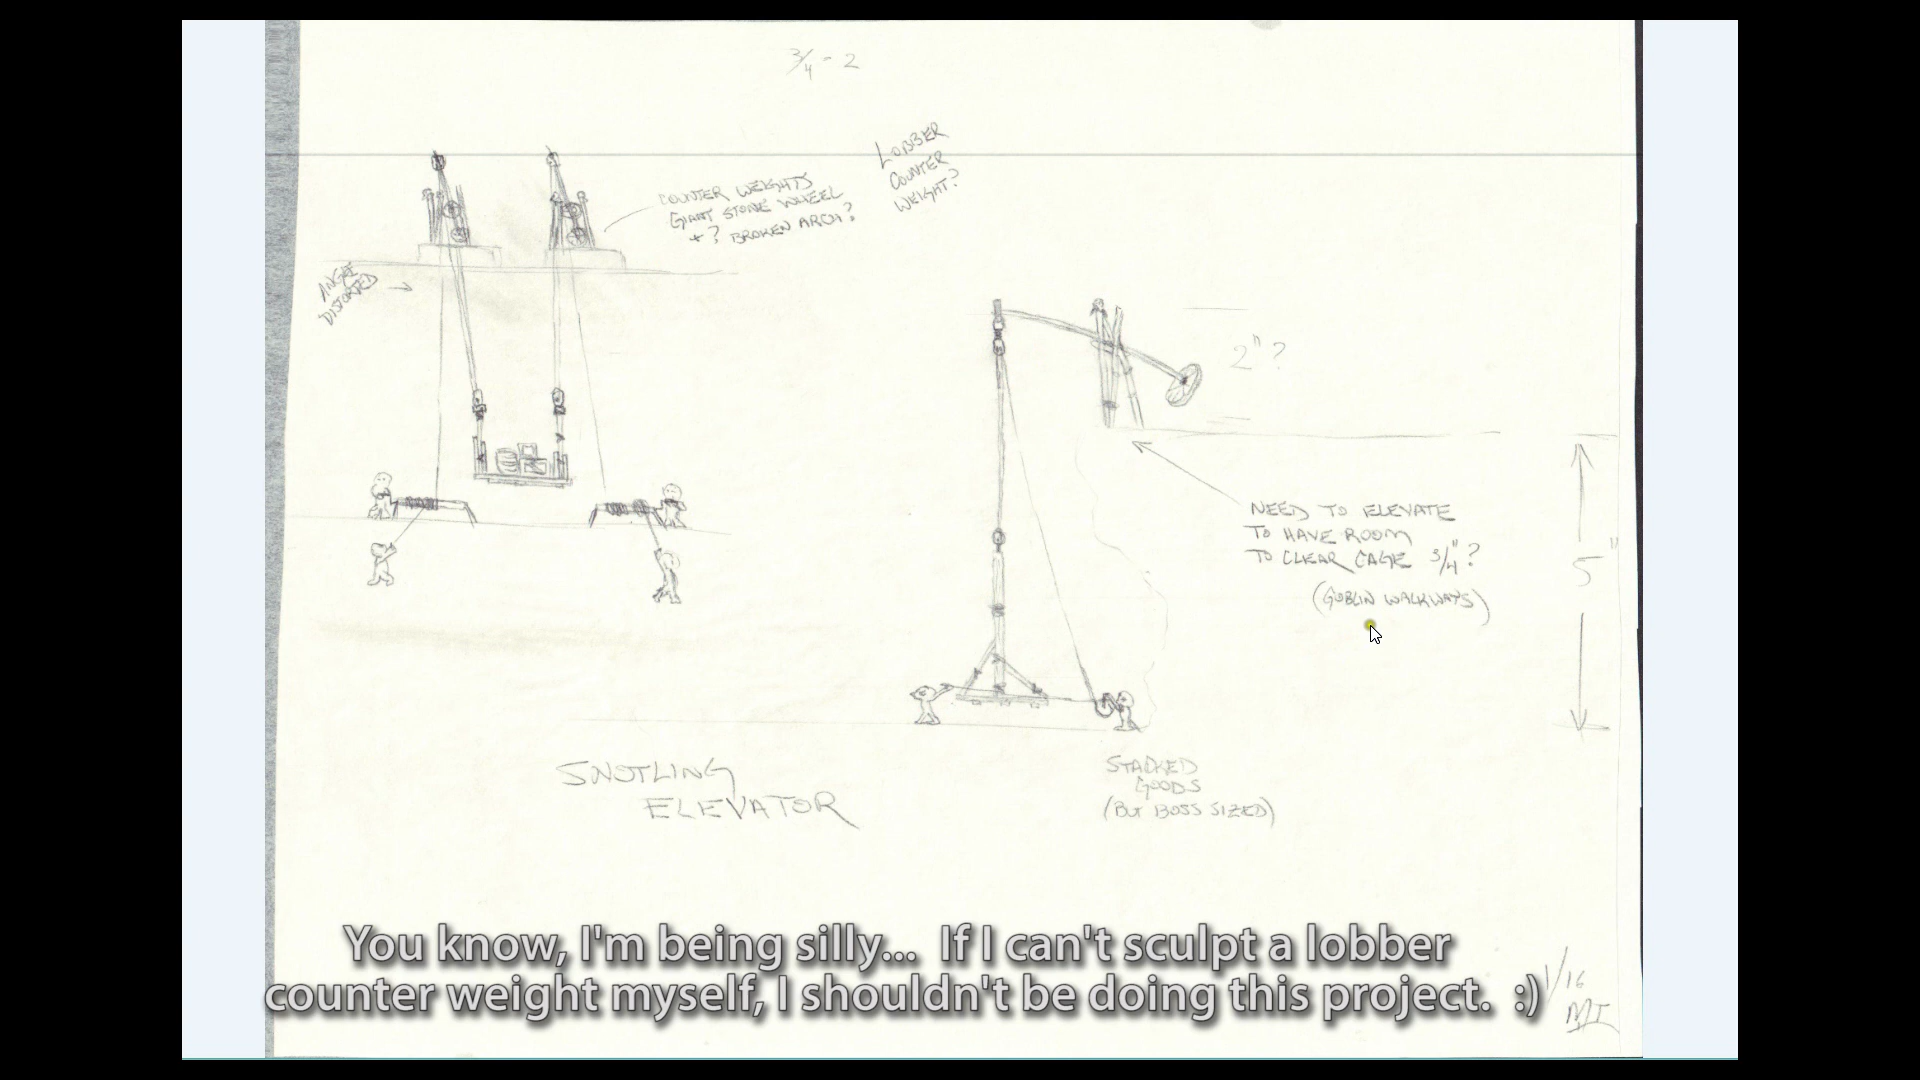 3/4 - 2
LOBBER
COUNTER
WEIGHT?
COUNTER WEIGHTS
GIANT STONE WHEEL
+? BROKEN ARCH?
ANGLE
DISTORTED
2"?
NEED TO ELEVATE
TO HAVE ROOM
TO CLEAR CAGE 3/4"?
(GOBLIN WALKWAYS)
5"
SNOTLING
ELEVATOR
STACKED
GOODS
(BUT BOSS SIZED)
You know, I'm being silly... If I can't sculpt a lobber
counter weight myself, I shouldn't be doing this project. :)
1/16